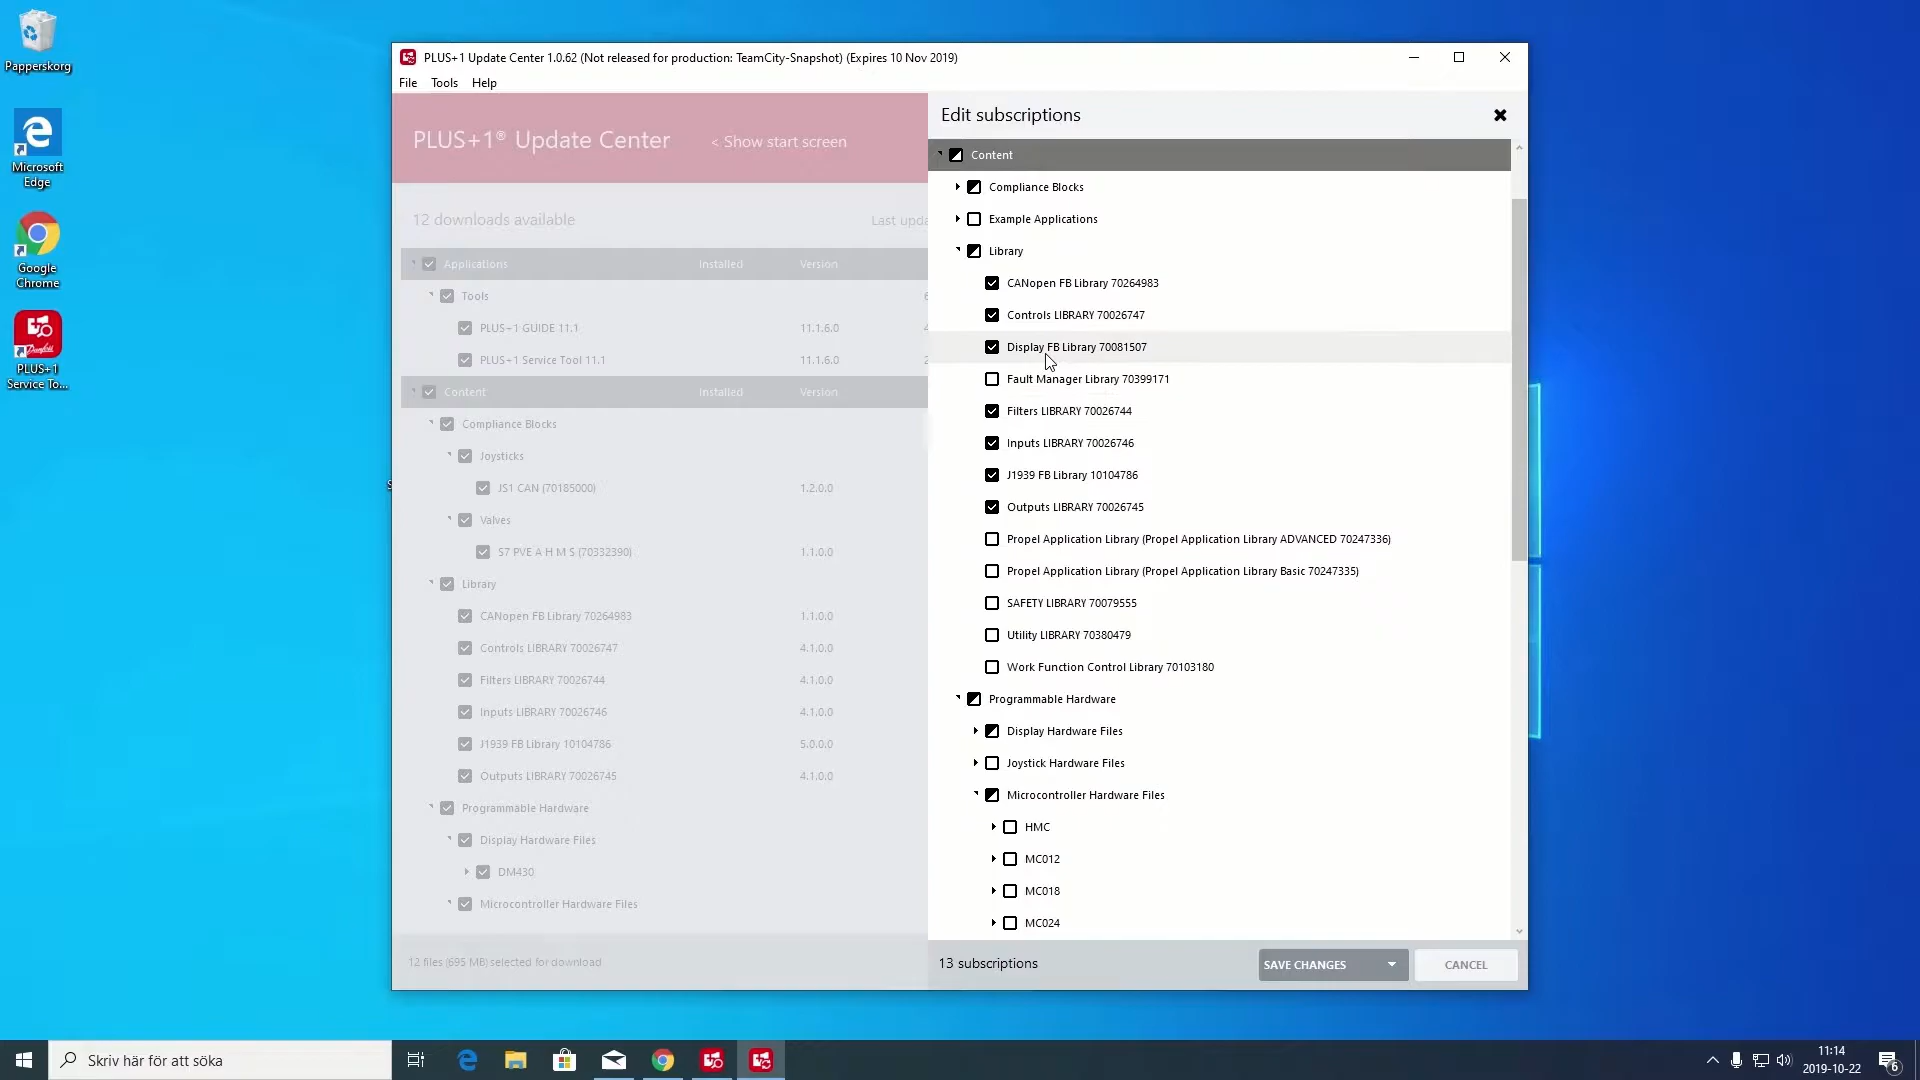 Papperskorg
Microsoft
Edge
Google
Chrome
PLUS+1
Service To...
PLUS+1 Update Center 1.0.62 (Not released for production: TeamCity-Snapshot) (Expires 10 Nov 2019)
File Tools Help
PLUS+1® Update Center < Show start screen
12 downloads available Last upda
Applications Installed Version
Tools
PLUS+1 GUIDE 11.1 11.1.6.0
PLUS+1 Service Tool 11.1 11.1.6.0
Content Installed Version
Compliance Blocks
Joysticks
JS1 CAN (70185000) 1.2.0.0
Valves
S7 PVE A H M S (70332390) 1.1.0.0
Library
CANopen FB Library 70264983 1.1.0.0
Controls LIBRARY 70026747 4.1.0.0
Filters LIBRARY 70026744 4.1.0.0
Inputs LIBRARY 70026746 4.1.0.0
J1939 FB Library 10104786 5.0.0.0
Outputs LIBRARY 70026745 4.1.0.0
Programmable Hardware
Display Hardware Files
DM430
Microcontroller Hardware Files
12 files (695 MB) selected for download
Edit subscriptions
Content
Compliance Blocks
Example Applications
Library
CANopen FB Library 70264983
Controls LIBRARY 70026747
Display FB Library 70081507
Fault Manager Library 70399171
Filters LIBRARY 70026744
Inputs LIBRARY 70026746
J1939 FB Library 10104786
Outputs LIBRARY 70026745
Propel Application Library (Propel Application Library ADVANCED 70247336)
Propel Application Library (Propel Application Library Basic 70247335)
SAFETY LIBRARY 70079555
Utility LIBRARY 70380479
Work Function Control Library 70103180
Programmable Hardware
Display Hardware Files
Joystick Hardware Files
Microcontroller Hardware Files
HMC
MC012
MC018
MC024
13 subscriptions
SAVE CHANGES CANCEL
Skriv här för att söka
11:14
2019-10-22
6